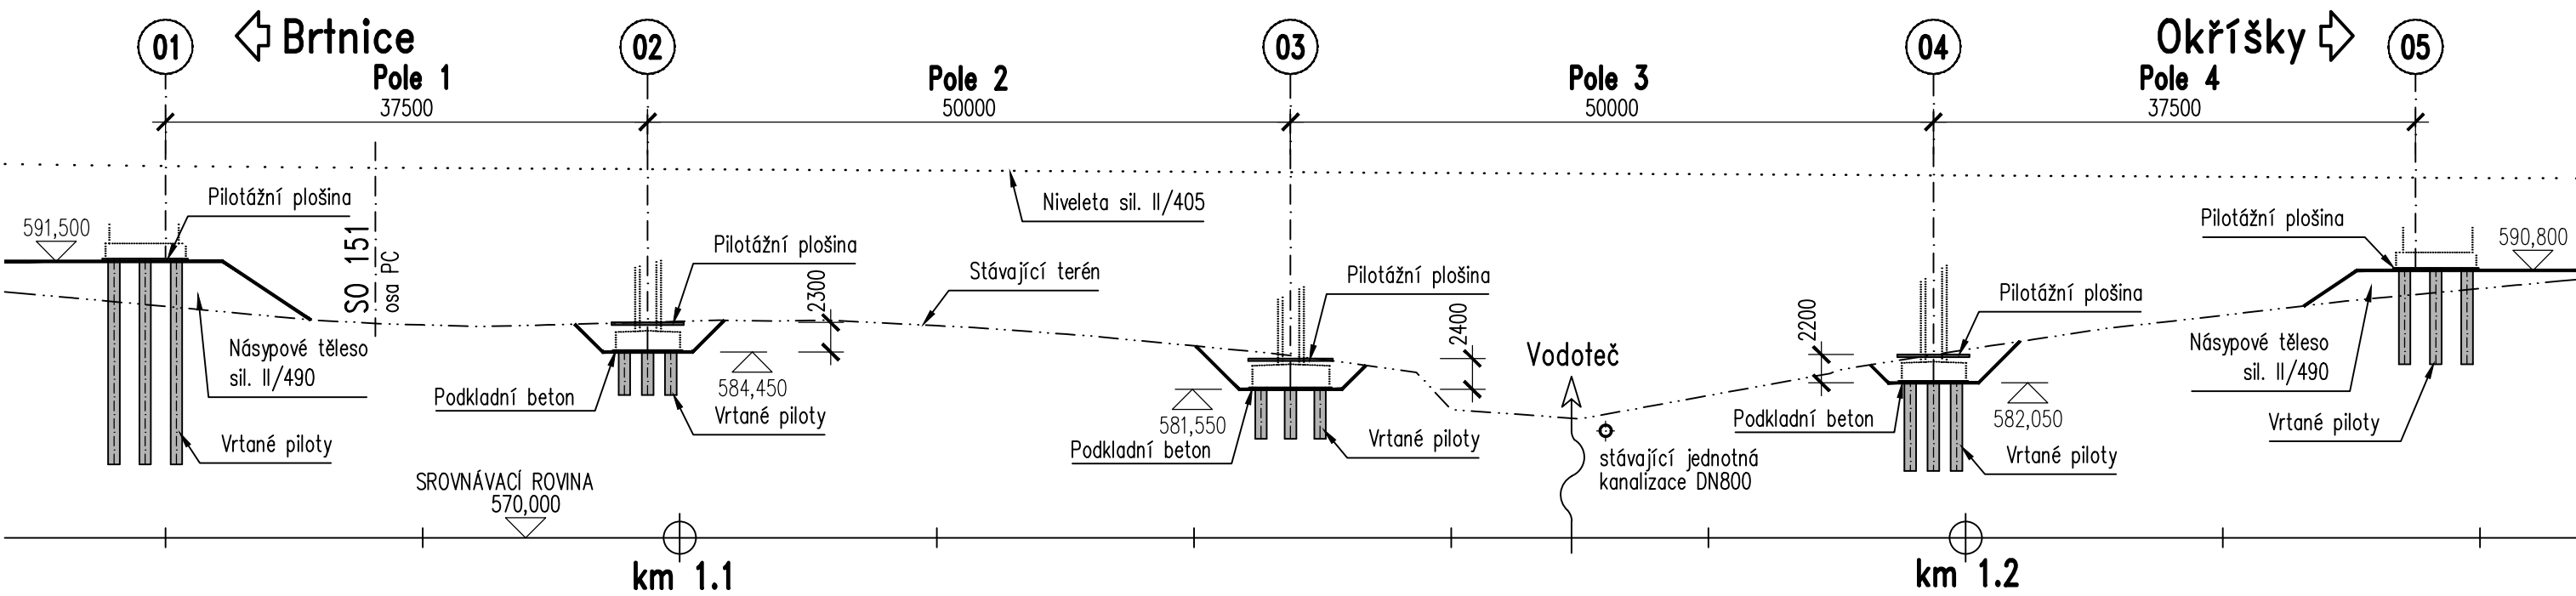 01
Brtnice
02
03
04
Okříšky
05
Pole 1
37500
Pole 2
50000
Pole 3
50000
Pole 4
37500
Pilotážní plošina
591,500
SO 151
osa PC
Násypové těleso
sil. II/490
Vrtané piloty
Pilotážní plošina
2300
584,450
Podkladní beton
Vrtané piloty
Niveleta sil. II/405
Stávající terén
Pilotážní plošina
2400
581,550
Podkladní beton
Vrtané piloty
Vodoteč
stávající jednotná
kanalizace DN800
2200
Pilotážní plošina
582,050
Podkladní beton
Vrtané piloty
Pilotážní plošina
590,800
Násypové těleso
sil. II/490
Vrtané piloty
SROVNÁVACÍ ROVINA
570,000
km 1.1
km 1.2